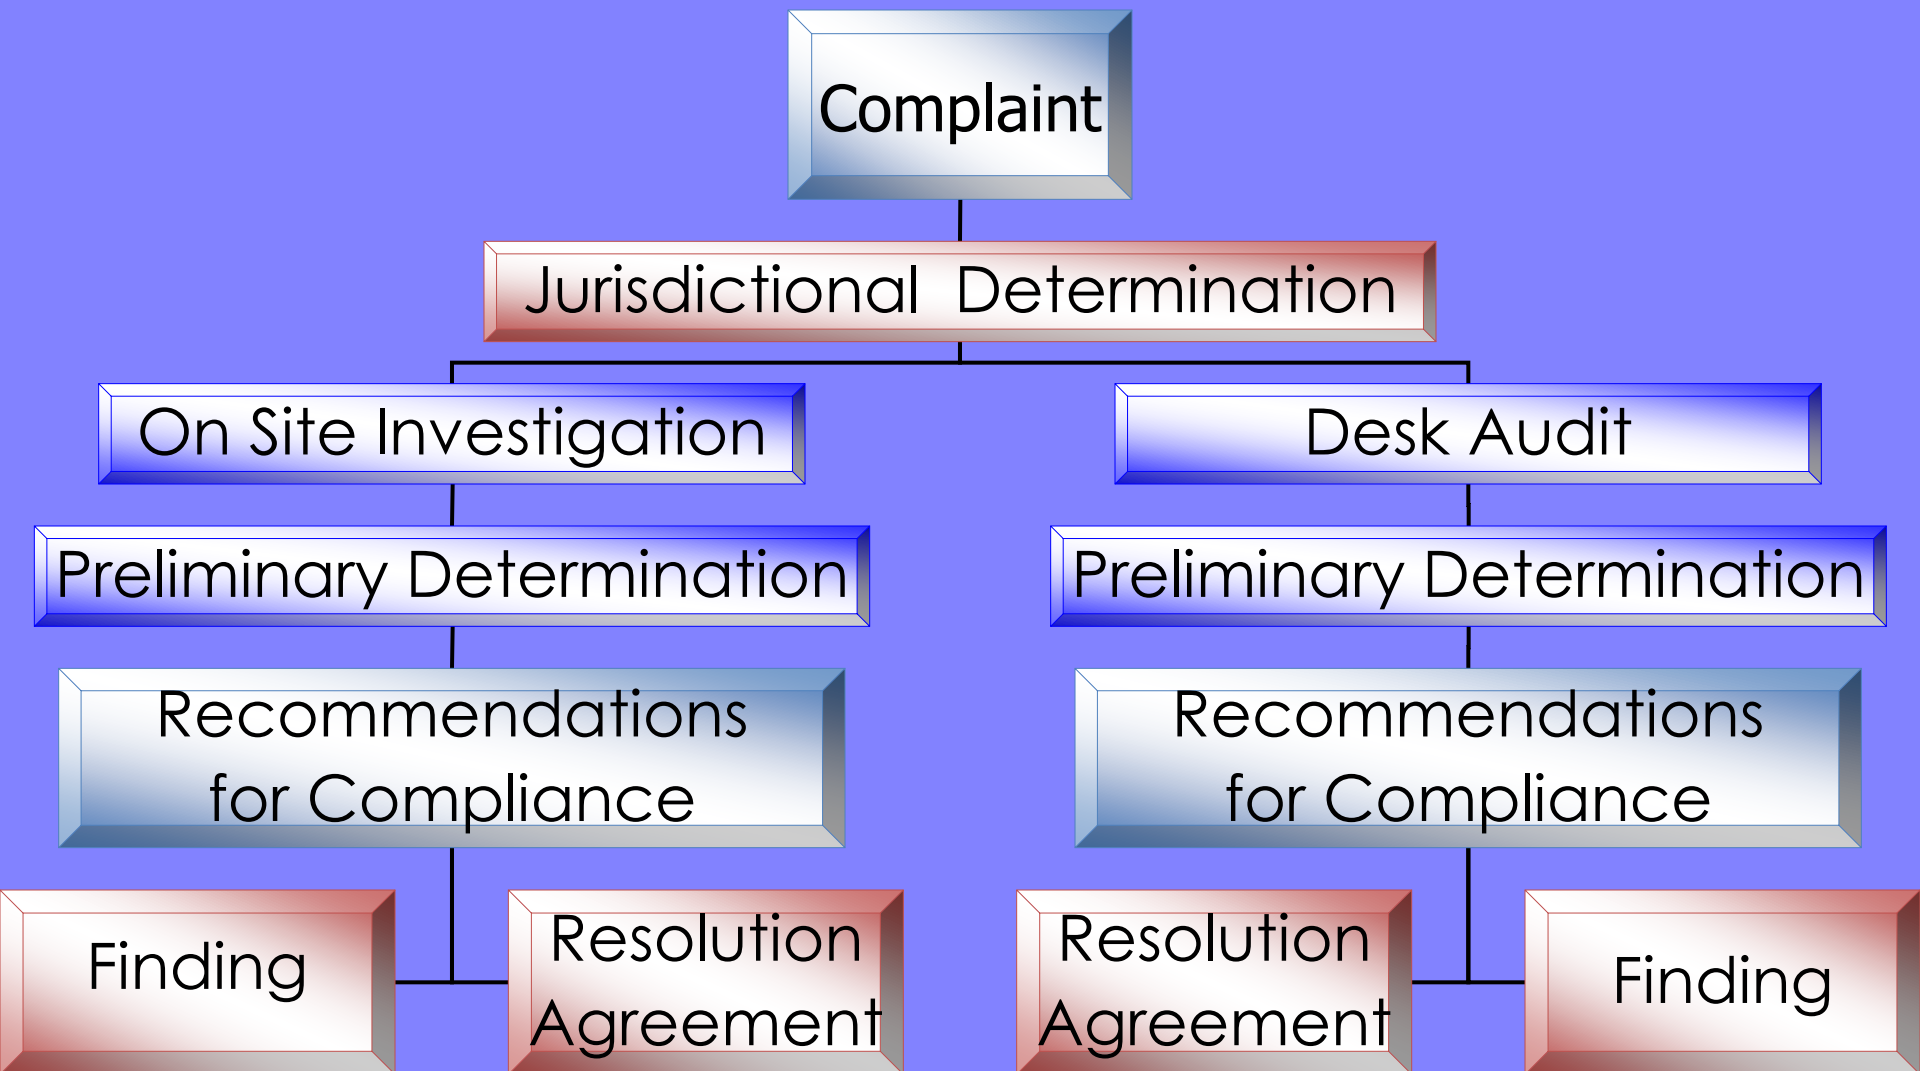 Complaint
Jurisdictional  Determination
On Site Investigation
Desk Audit
Preliminary Determination
Preliminary Determination
Recommendations
for Compliance
Recommendations
for Compliance
Finding
Resolution
Agreement
Resolution
Agreement
Finding